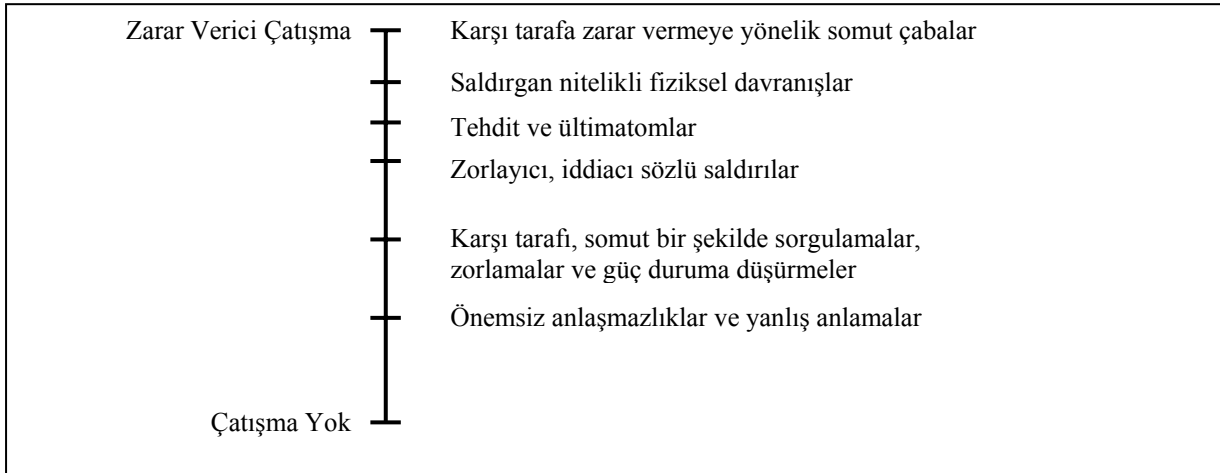 Zarar Verici Çatışma Karşı tarafa zarar vermeye yönelik somut çabalar
Saldırgan nitelikli fiziksel davranışlar
Tehdit ve ültimatomlar
Zorlayıcı, iddiacı sözlü saldırılar
Karşı tarafı, somut bir şekilde sorgulamalar,
zorlamalar ve güç duruma düşürmeler
Önemsiz anlaşmazlıklar ve yanlış anlamalar
Çatışma Yok